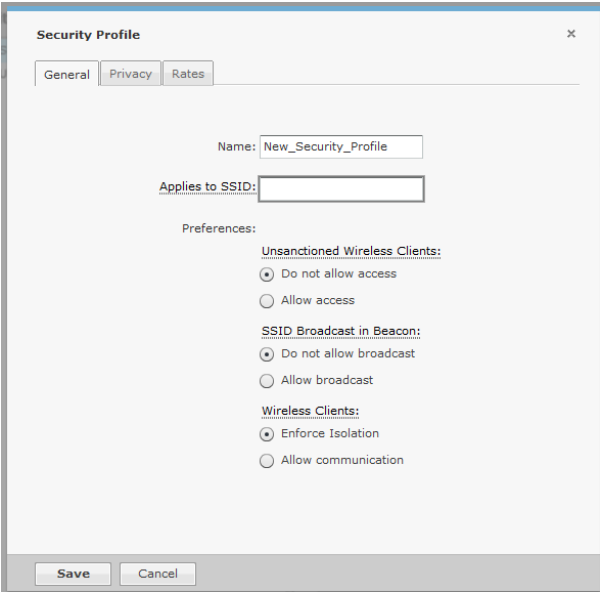 Security Profile
×
General Privacy Rates
Name: New_Security_Profile
Applies to SSID:
Preferences:
Unsanctioned Wireless Clients:
Do not allow access
Allow access
SSID Broadcast in Beacon:
Do not allow broadcast
Allow broadcast
Wireless Clients:
Enforce Isolation
Allow communication
Save Cancel